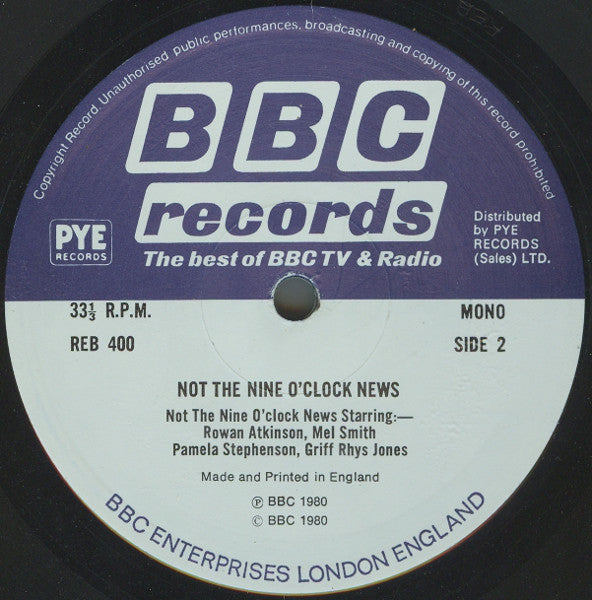 Copyright Record. Unauthorised public performances, broadcasting and copying of this record prohibited
BBC
records
The best of BBC TV & Radio
PYE
RECORDS
Distributed
by PYE
RECORDS
(Sales) LTD.
33⅓ R.P.M.
MONO
REB 400
SIDE 2
NOT THE NINE O'CLOCK NEWS
Not The Nine O'clock News Starring:—
Rowan Atkinson, Mel Smith
Pamela Stephenson, Griff Rhys Jones
Made and Printed in England
Ⓟ BBC 1980
© BBC 1980
BBC ENTERPRISES LONDON ENGLAND